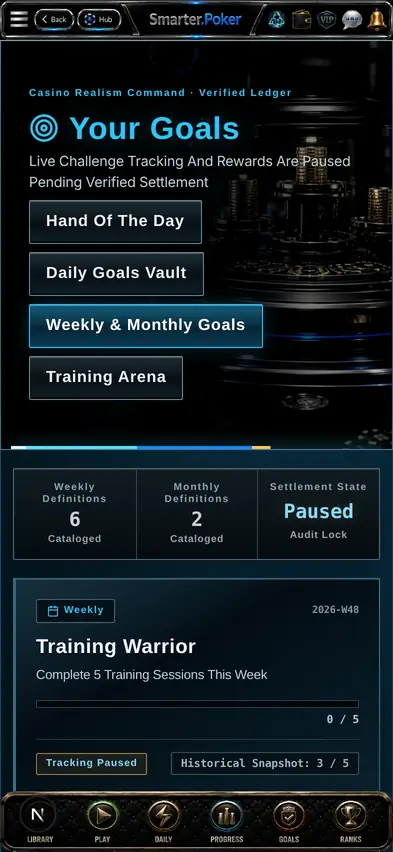 Back
Hub
Smarter.Poker
VIP
Casino Realism Command · Verified Ledger
Your Goals
Live Challenge Tracking And Rewards Are Paused
Pending Verified Settlement
Hand Of The Day
Daily Goals Vault
Weekly & Monthly Goals
Training Arena
Weekly
Definitions
6
Cataloged
Monthly
Definitions
2
Cataloged
Settlement State
Paused
Audit Lock
Weekly
2026-W48
Training Warrior
Complete 5 Training Sessions This Week
0 / 5
Tracking Paused
Historical Snapshot: 3 / 5
N
LIBRARY
PLAY
DAILY
PROGRESS
GOALS
RANKS